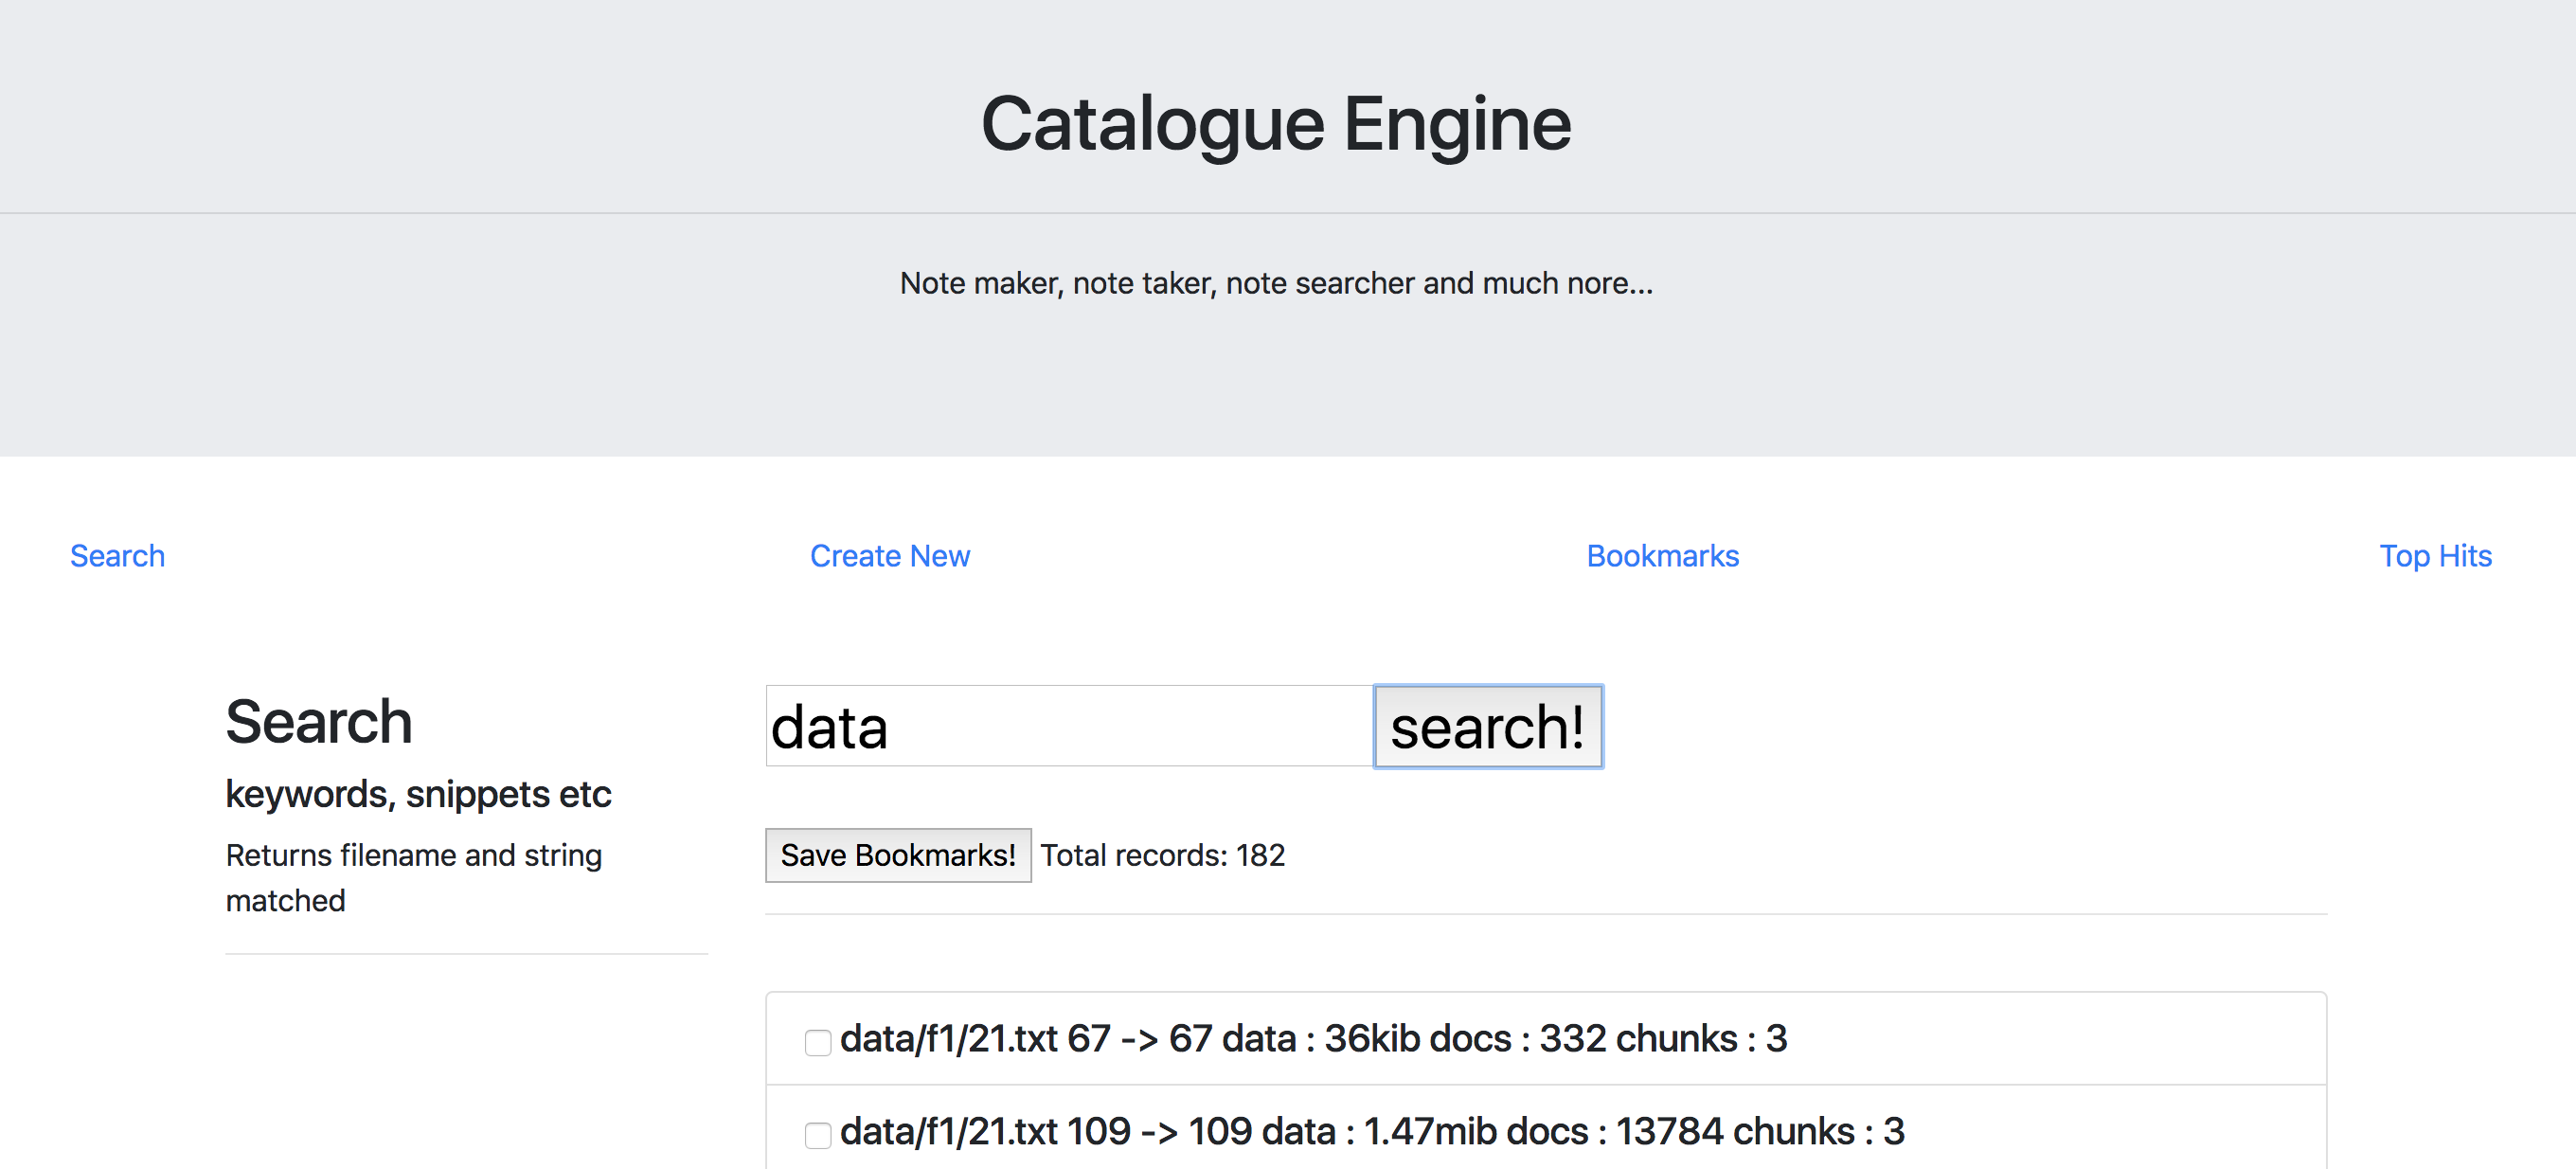 Catalogue Engine
Note maker, note taker, note searcher and much nore...
Search Create New Bookmarks Top Hits
Search
keywords, snippets etc
Returns filename and string
matched
data search!
Save Bookmarks! Total records: 182
data/f1/21.txt 67 -> 67 data : 36kib docs : 332 chunks : 3
data/f1/21.txt 109 -> 109 data : 1.47mib docs : 13784 chunks : 3